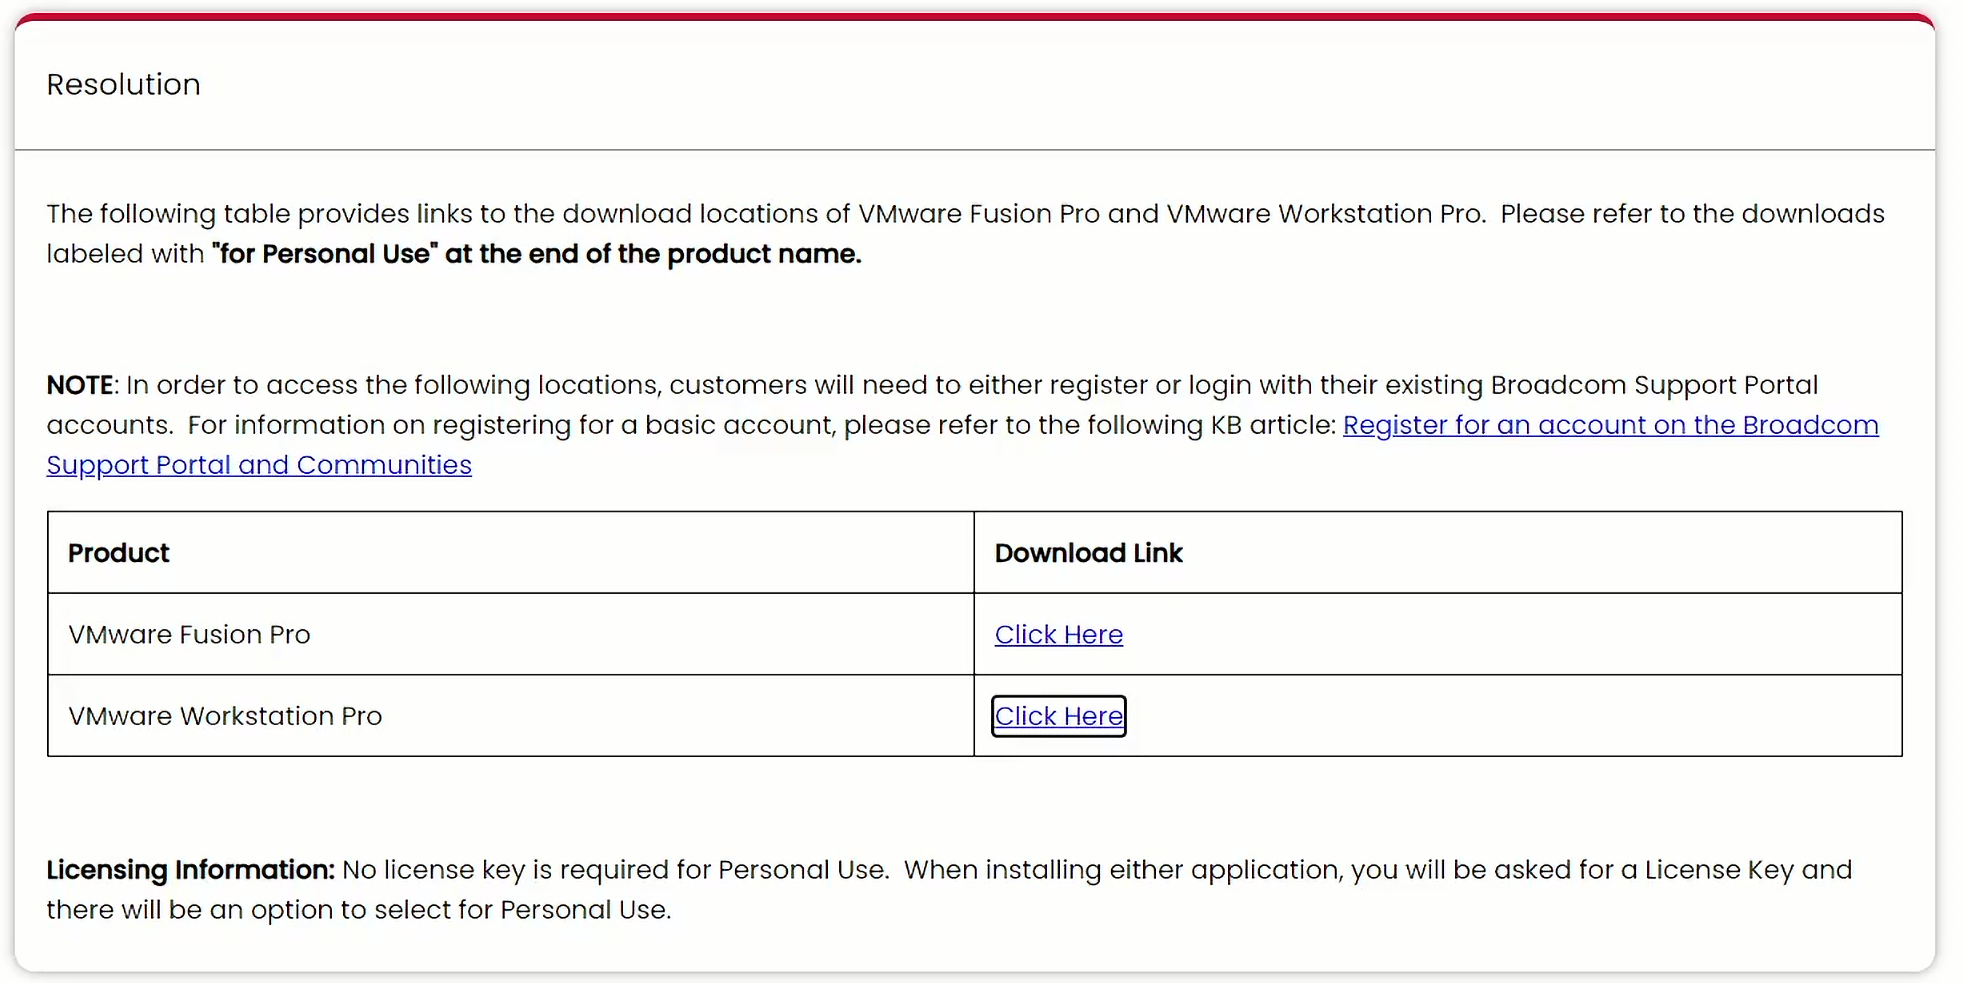 Resolution
The following table provides links to the download locations of VMware Fusion Pro and VMware Workstation Pro.  Please refer to the downloads
labeled with "for Personal Use" at the end of the product name.
NOTE: In order to access the following locations, customers will need to either register or login with their existing Broadcom Support Portal
accounts.  For information on registering for a basic account, please refer to the following KB article: Register for an account on the Broadcom
Support Portal and Communities
Product Download Link
VMware Fusion Pro Click Here
VMware Workstation Pro Click Here
Licensing Information: No license key is required for Personal Use.  When installing either application, you will be asked for a License Key and
there will be an option to select for Personal Use.